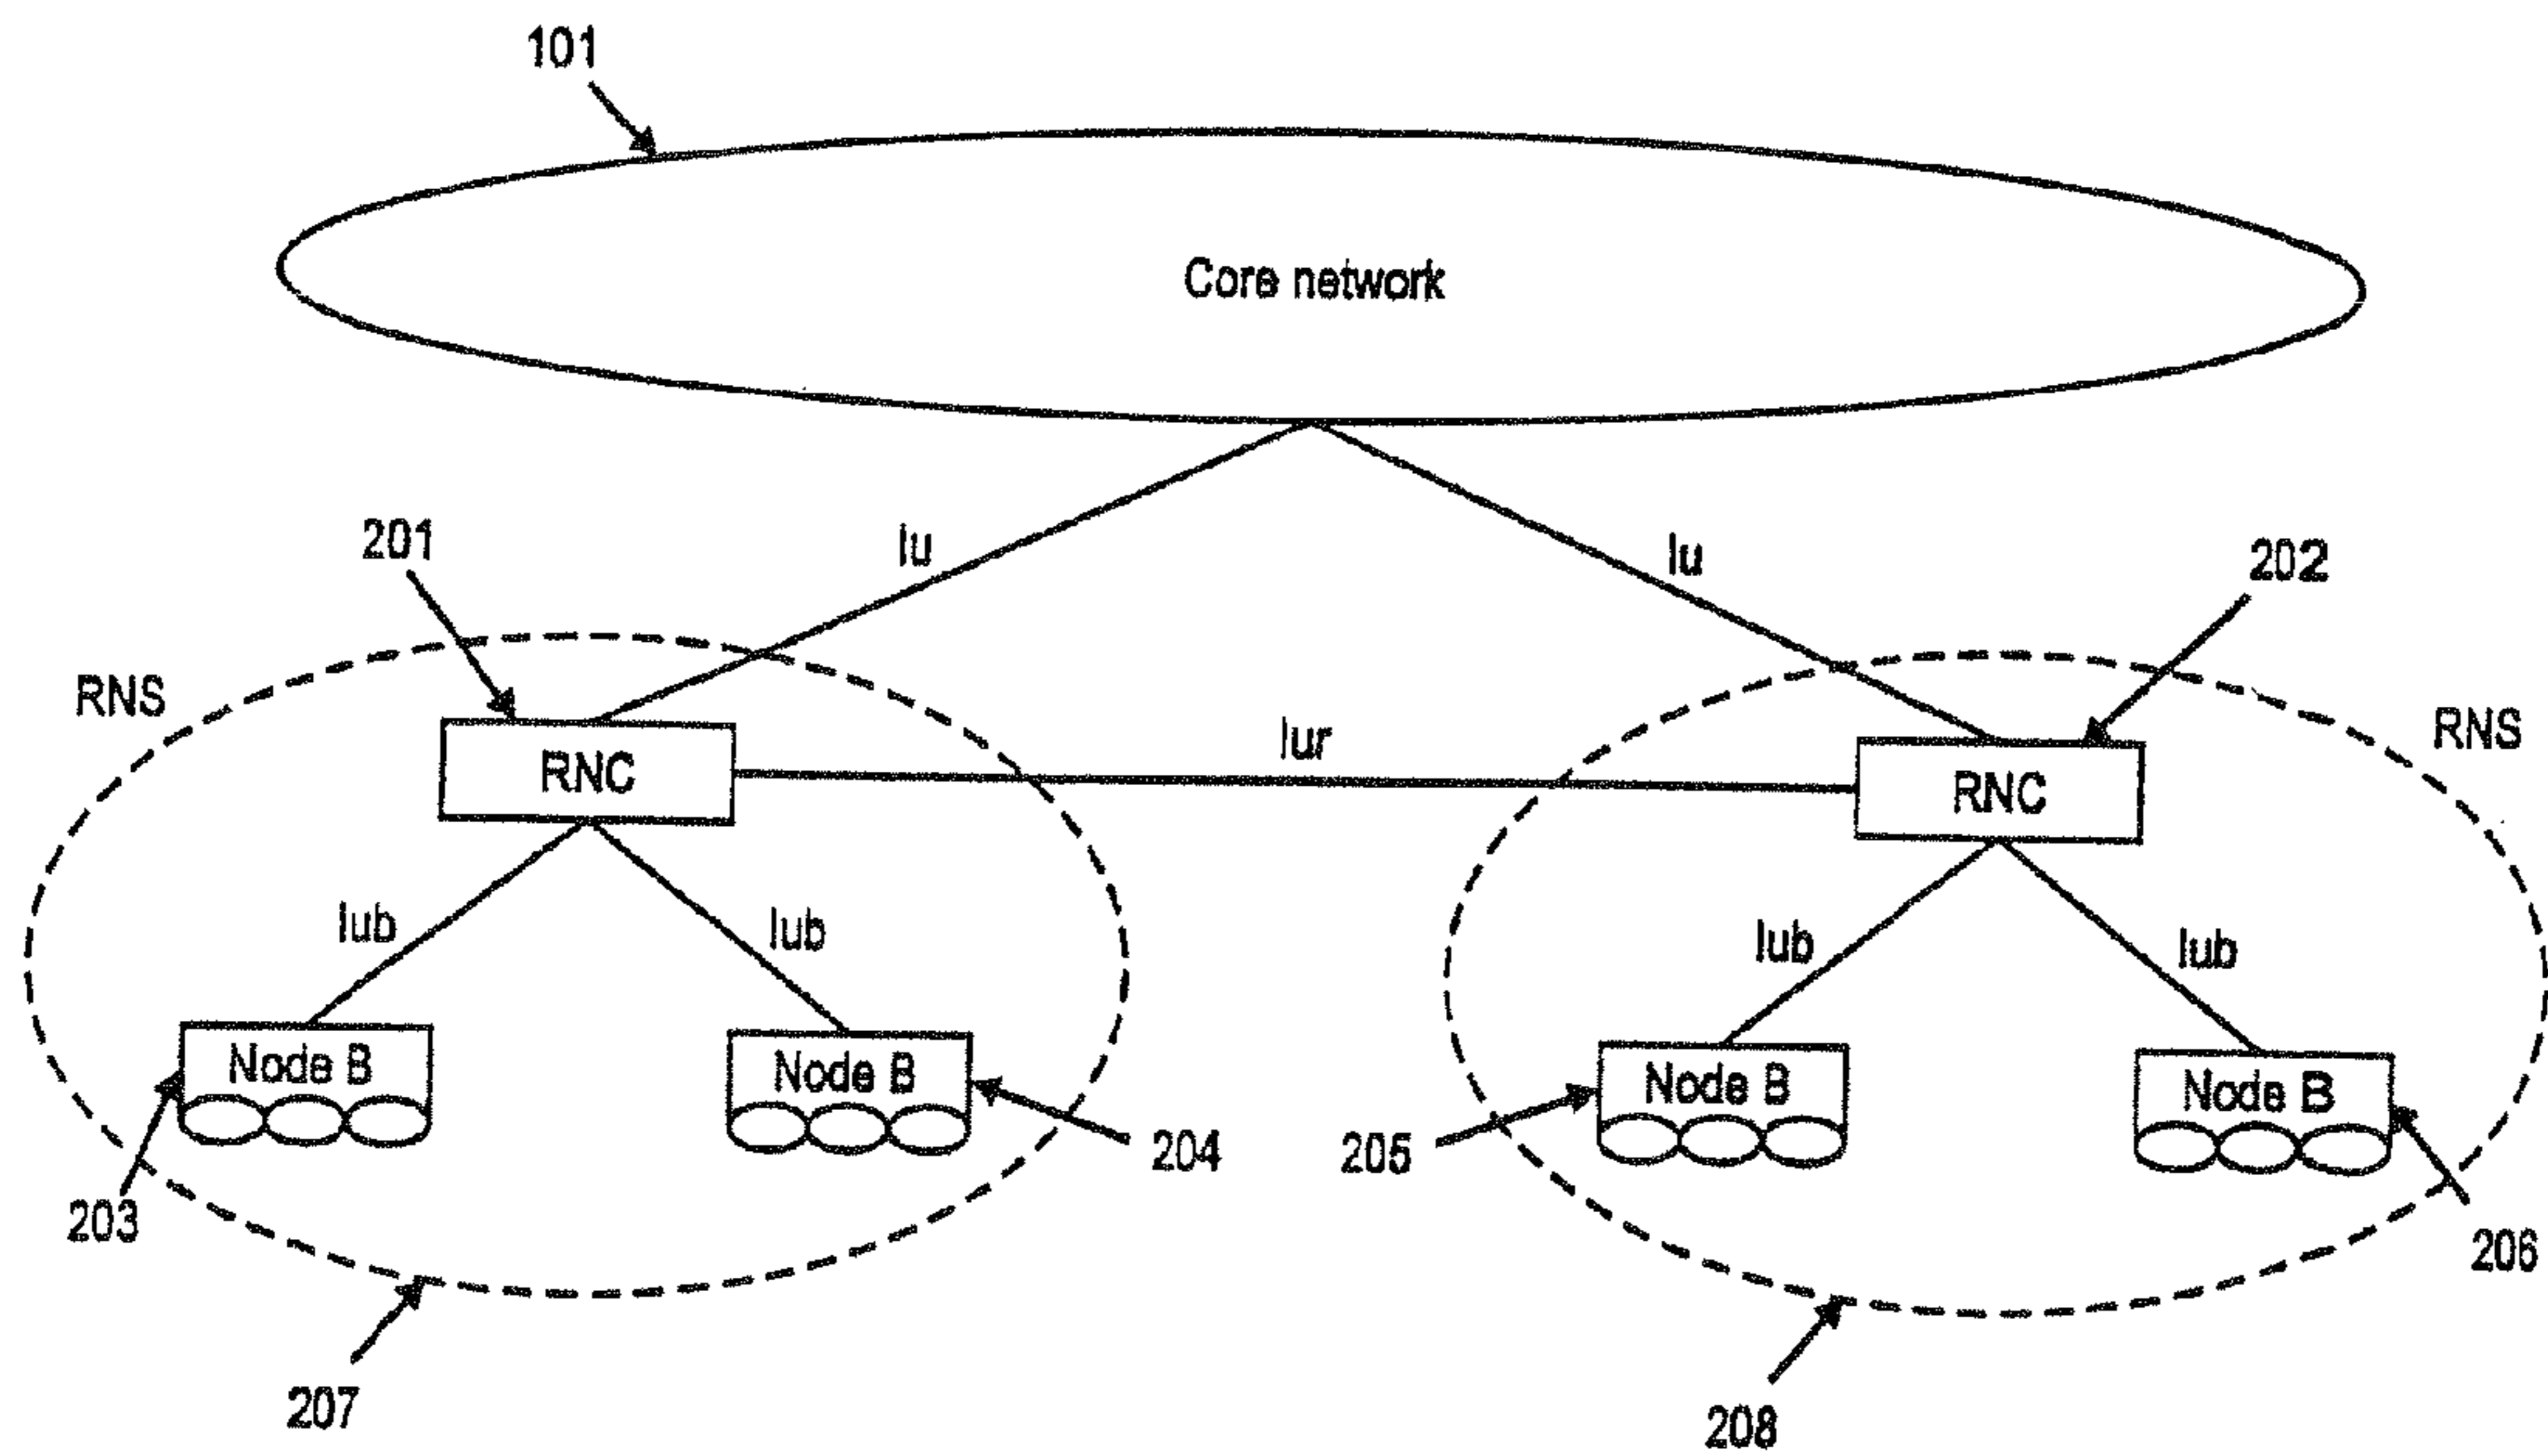 101
Core network
201
Iu
Iu
202
RNS
RNC
Iur
RNC
RNS
Iub
Iub
Iub
Iub
Node B
Node B
Node B
Node B
203
204
205
206
207
208